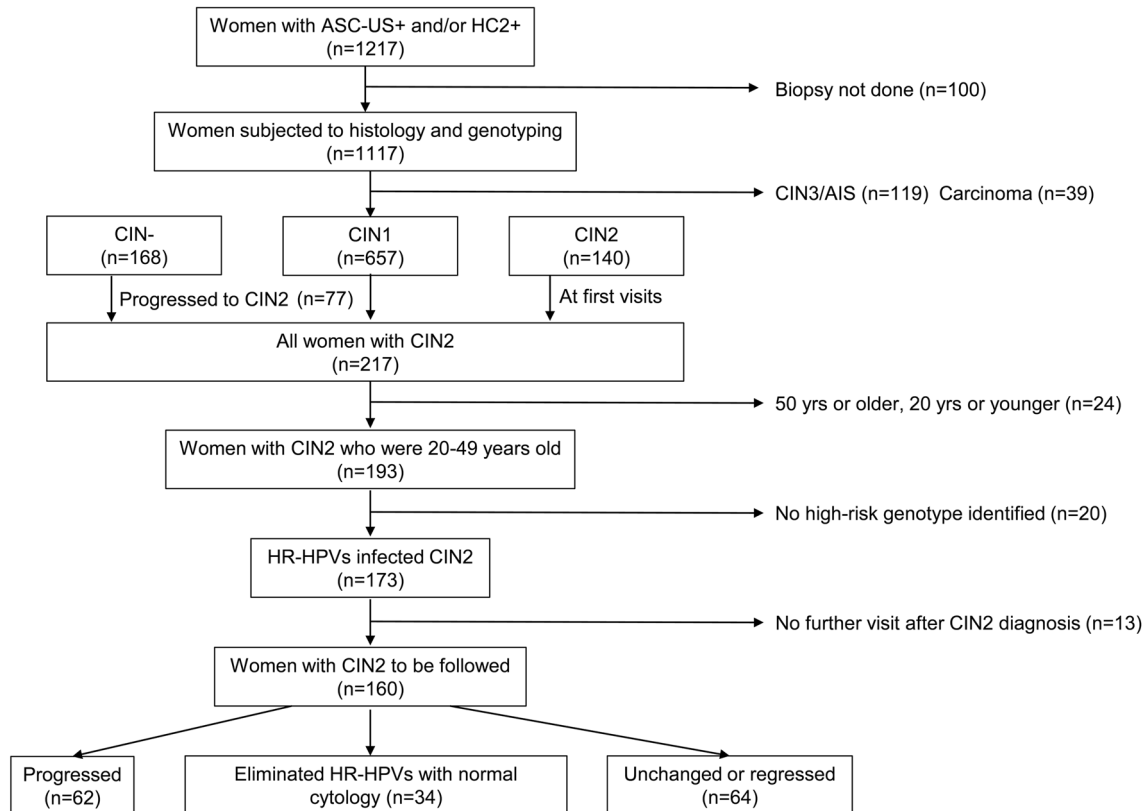 Women with ASC-US+ and/or HC2+
(n=1217)
Biopsy not done (n=100)
Women subjected to histology and genotyping
(n=1117)
CIN3/AIS (n=119)  Carcinoma (n=39)
CIN-
(n=168)
CIN1
(n=657)
CIN2
(n=140)
Progressed to CIN2 (n=77)
At first visits
All women with CIN2
(n=217)
50 yrs or older, 20 yrs or younger (n=24)
Women with CIN2 who were 20-49 years old
(n=193)
No high-risk genotype identified (n=20)
HR-HPVs infected CIN2
(n=173)
No further visit after CIN2 diagnosis (n=13)
Women with CIN2 to be followed
(n=160)
Progressed
(n=62)
Eliminated HR-HPVs with normal
cytology (n=34)
Unchanged or regressed
(n=64)